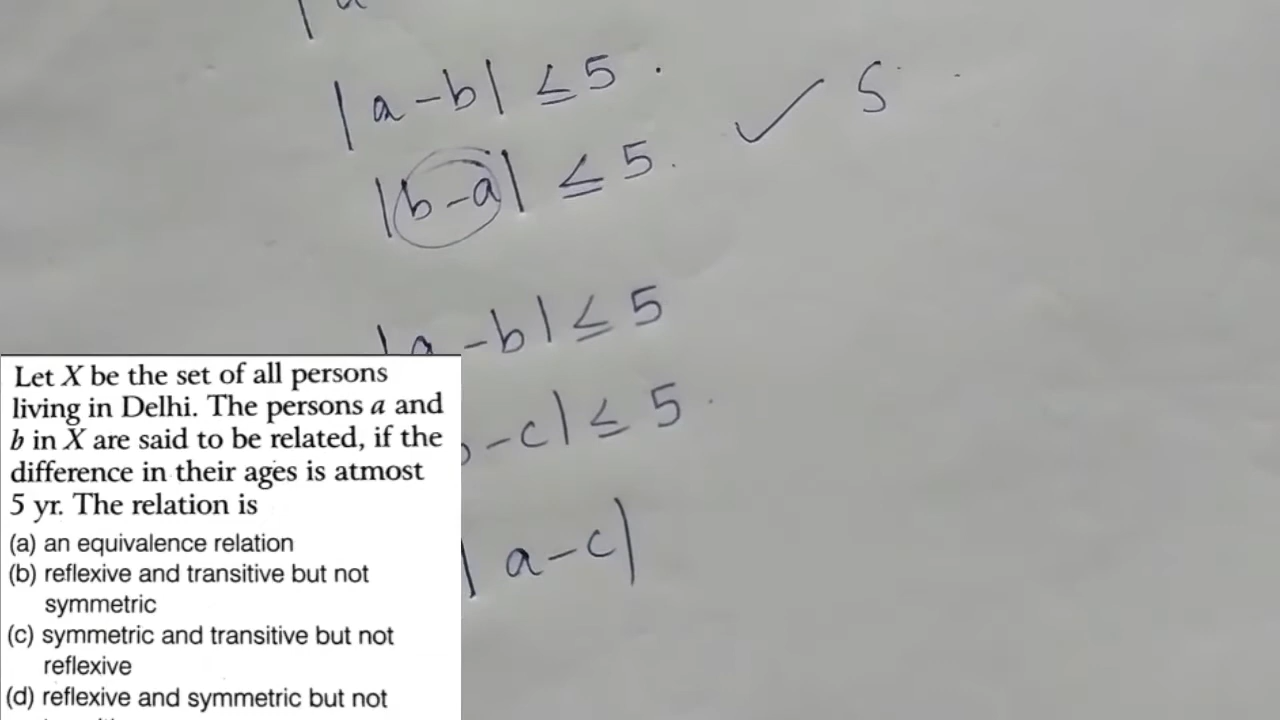 |a-b| ≤ 5.
|b-a| ≤ 5. ✓ S
|a-b| ≤ 5
-c| ≤ 5.
|a-c|
Let X be the set of all persons
living in Delhi. The persons a and
b in X are said to be related, if the
difference in their ages is atmost
5 yr. The relation is
(a) an equivalence relation
(b) reflexive and transitive but not
symmetric
(c) symmetric and transitive but not
reflexive
(d) reflexive and symmetric but not